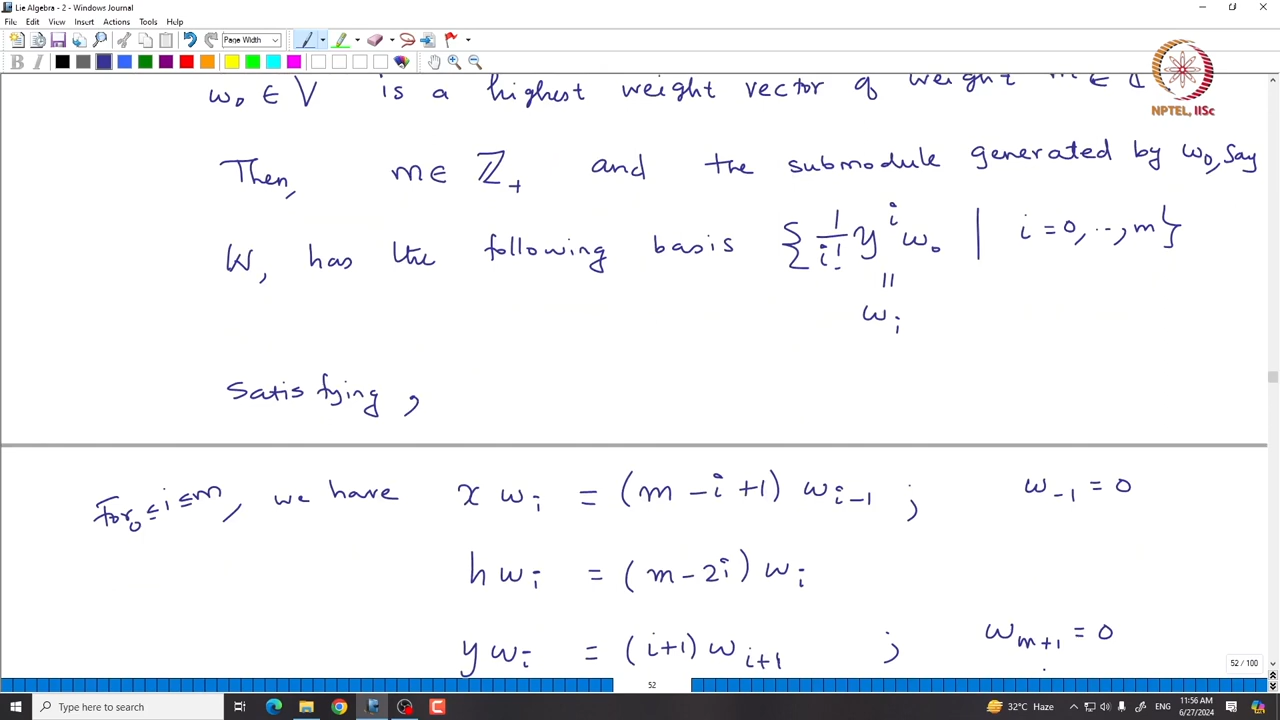 Lie Algebra - 2 - Windows Journal
File Edit View Insert Actions Tools Help
Page Width
B I
NPTEL, IISc
w₀ ∈ V is a highest weight vector of weight m ∈
Then, m ∈ ℤ₊ and the submodule generated by w₀, Say
W, has the following basis { 1/i! yⁱ w₀ | i = 0, .., m }
||
wᵢ
Satisfying,
For 0 ≤ i ≤ m, we have x wᵢ = (m - i + 1) wᵢ₋₁ ; w₋₁ = 0
h wᵢ = (m - 2i) wᵢ
y wᵢ = (i+1) wᵢ₊₁ ; wₘ₊₁ = 0
52 / 100
52
Type here to search
32°C Haze
ENG
11:56 AM
6/27/2024